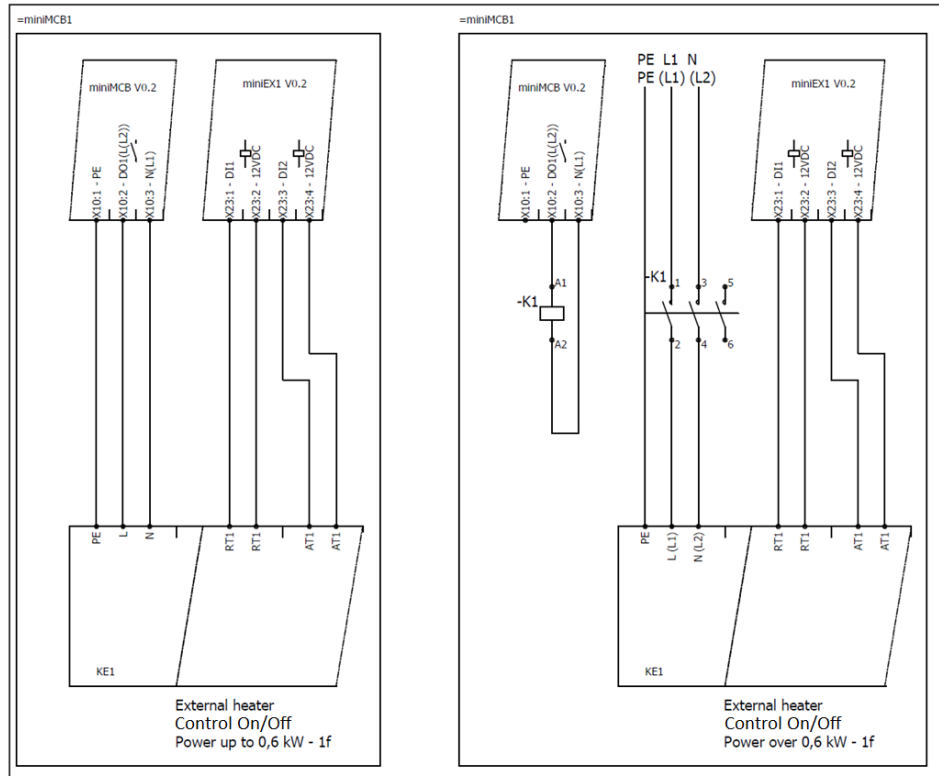 =miniMCB1
miniMCB V0.2
miniEX1 V0.2
X10:1 - PE
X10:2 - DO1(L(L2))
X10:3 - N(L1)
X23:1 - DI1
X23:2 - 12VDC
X23:3 - DI2
X23:4 - 12VDC
PE
L
N
RT1
RT1
AT1
AT1
KE1
External heater
Control On/Off
Power up to 0,6 kW - 1f
=miniMCB1
PE L1 N
PE (L1) (L2)
miniMCB V0.2
miniEX1 V0.2
X10:1 - PE
X10:2 - DO1(L(L2))
X10:3 - N(L1)
X23:1 - DI1
X23:2 - 12VDC
X23:3 - DI2
X23:4 - 12VDC
-K1
A1
A2
-K1
1
3
5
2
4
6
PE
L (L1)
N (L2)
RT1
RT1
AT1
AT1
KE1
External heater
Control On/Off
Power over 0,6 kW - 1f